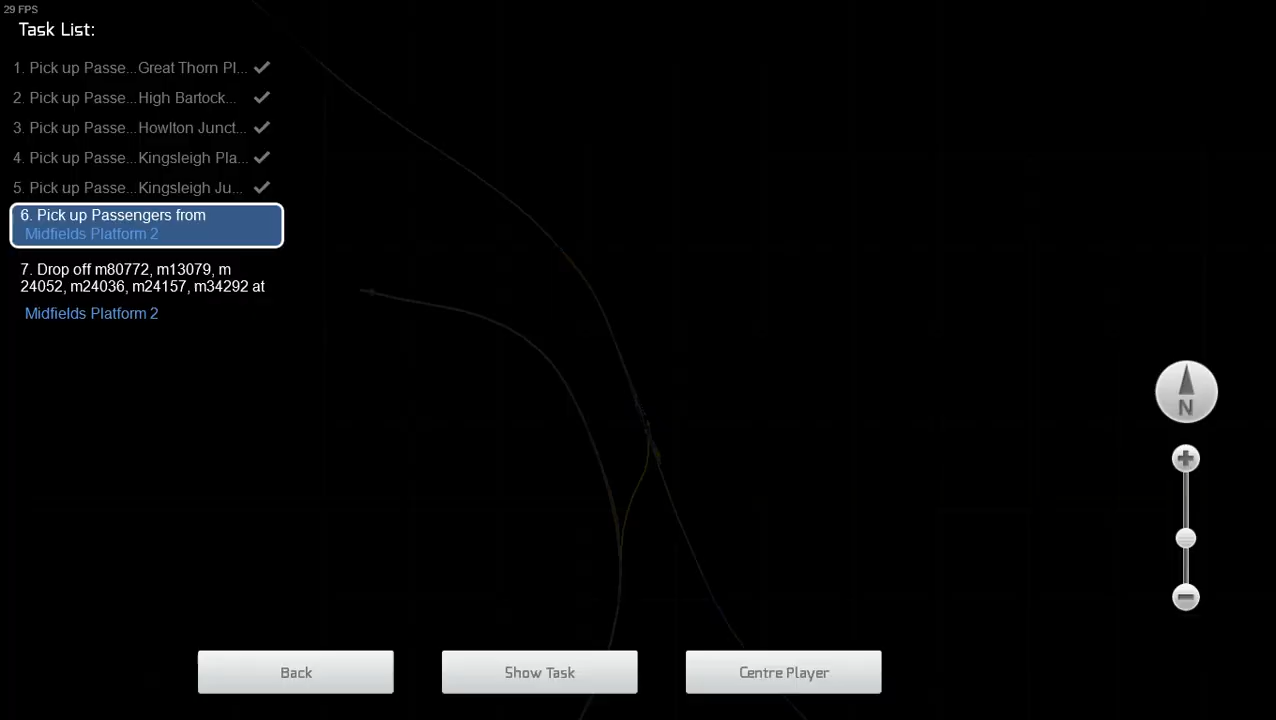 29 FPS
Task List:
1. Pick up Passe...Great Thorn Pl...
2. Pick up Passe...High Bartock...
3. Pick up Passe...Howlton Junct...
4. Pick up Passe...Kingsleigh Pla...
5. Pick up Passe...Kingsleigh Ju...
6. Pick up Passengers from
Midfields Platform 2
7. Drop off m80772, m13079, m
24052, m24036, m24157, m34292 at
Midfields Platform 2
N
Back
Show Task
Centre Player